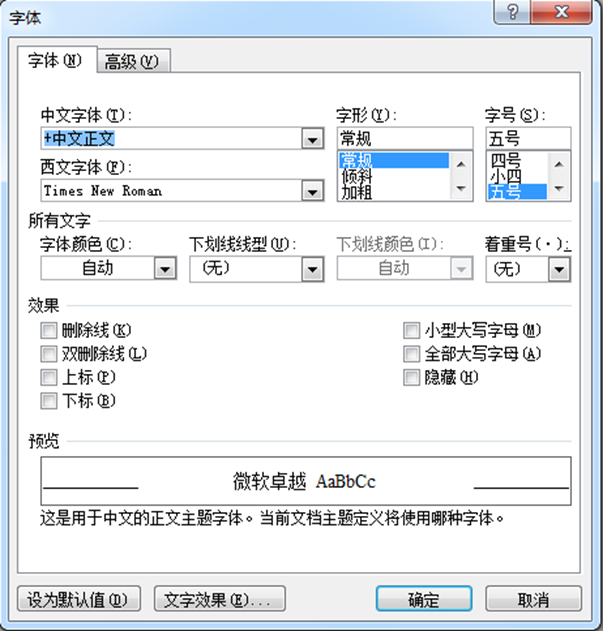 字体
字体(N) 高级(V)
中文字体(T): 字形(Y): 字号(S):
+中文正文 常规 五号
常规 四号
西文字体(F): 倾斜 小四
Times New Roman 加粗 五号
所有文字
字体颜色(C): 下划线线型(U): 下划线颜色(I): 着重号(·):
自动 (无) 自动 (无)
效果
删除线(K) 小型大写字母(M)
双删除线(L) 全部大写字母(A)
上标(P) 隐藏(H)
下标(B)
预览
微软卓越 AaBbCc
这是用于中文的正文主题字体。当前文档主题定义将使用哪种字体。
设为默认值(D) 文字效果(E)... 确定 取消